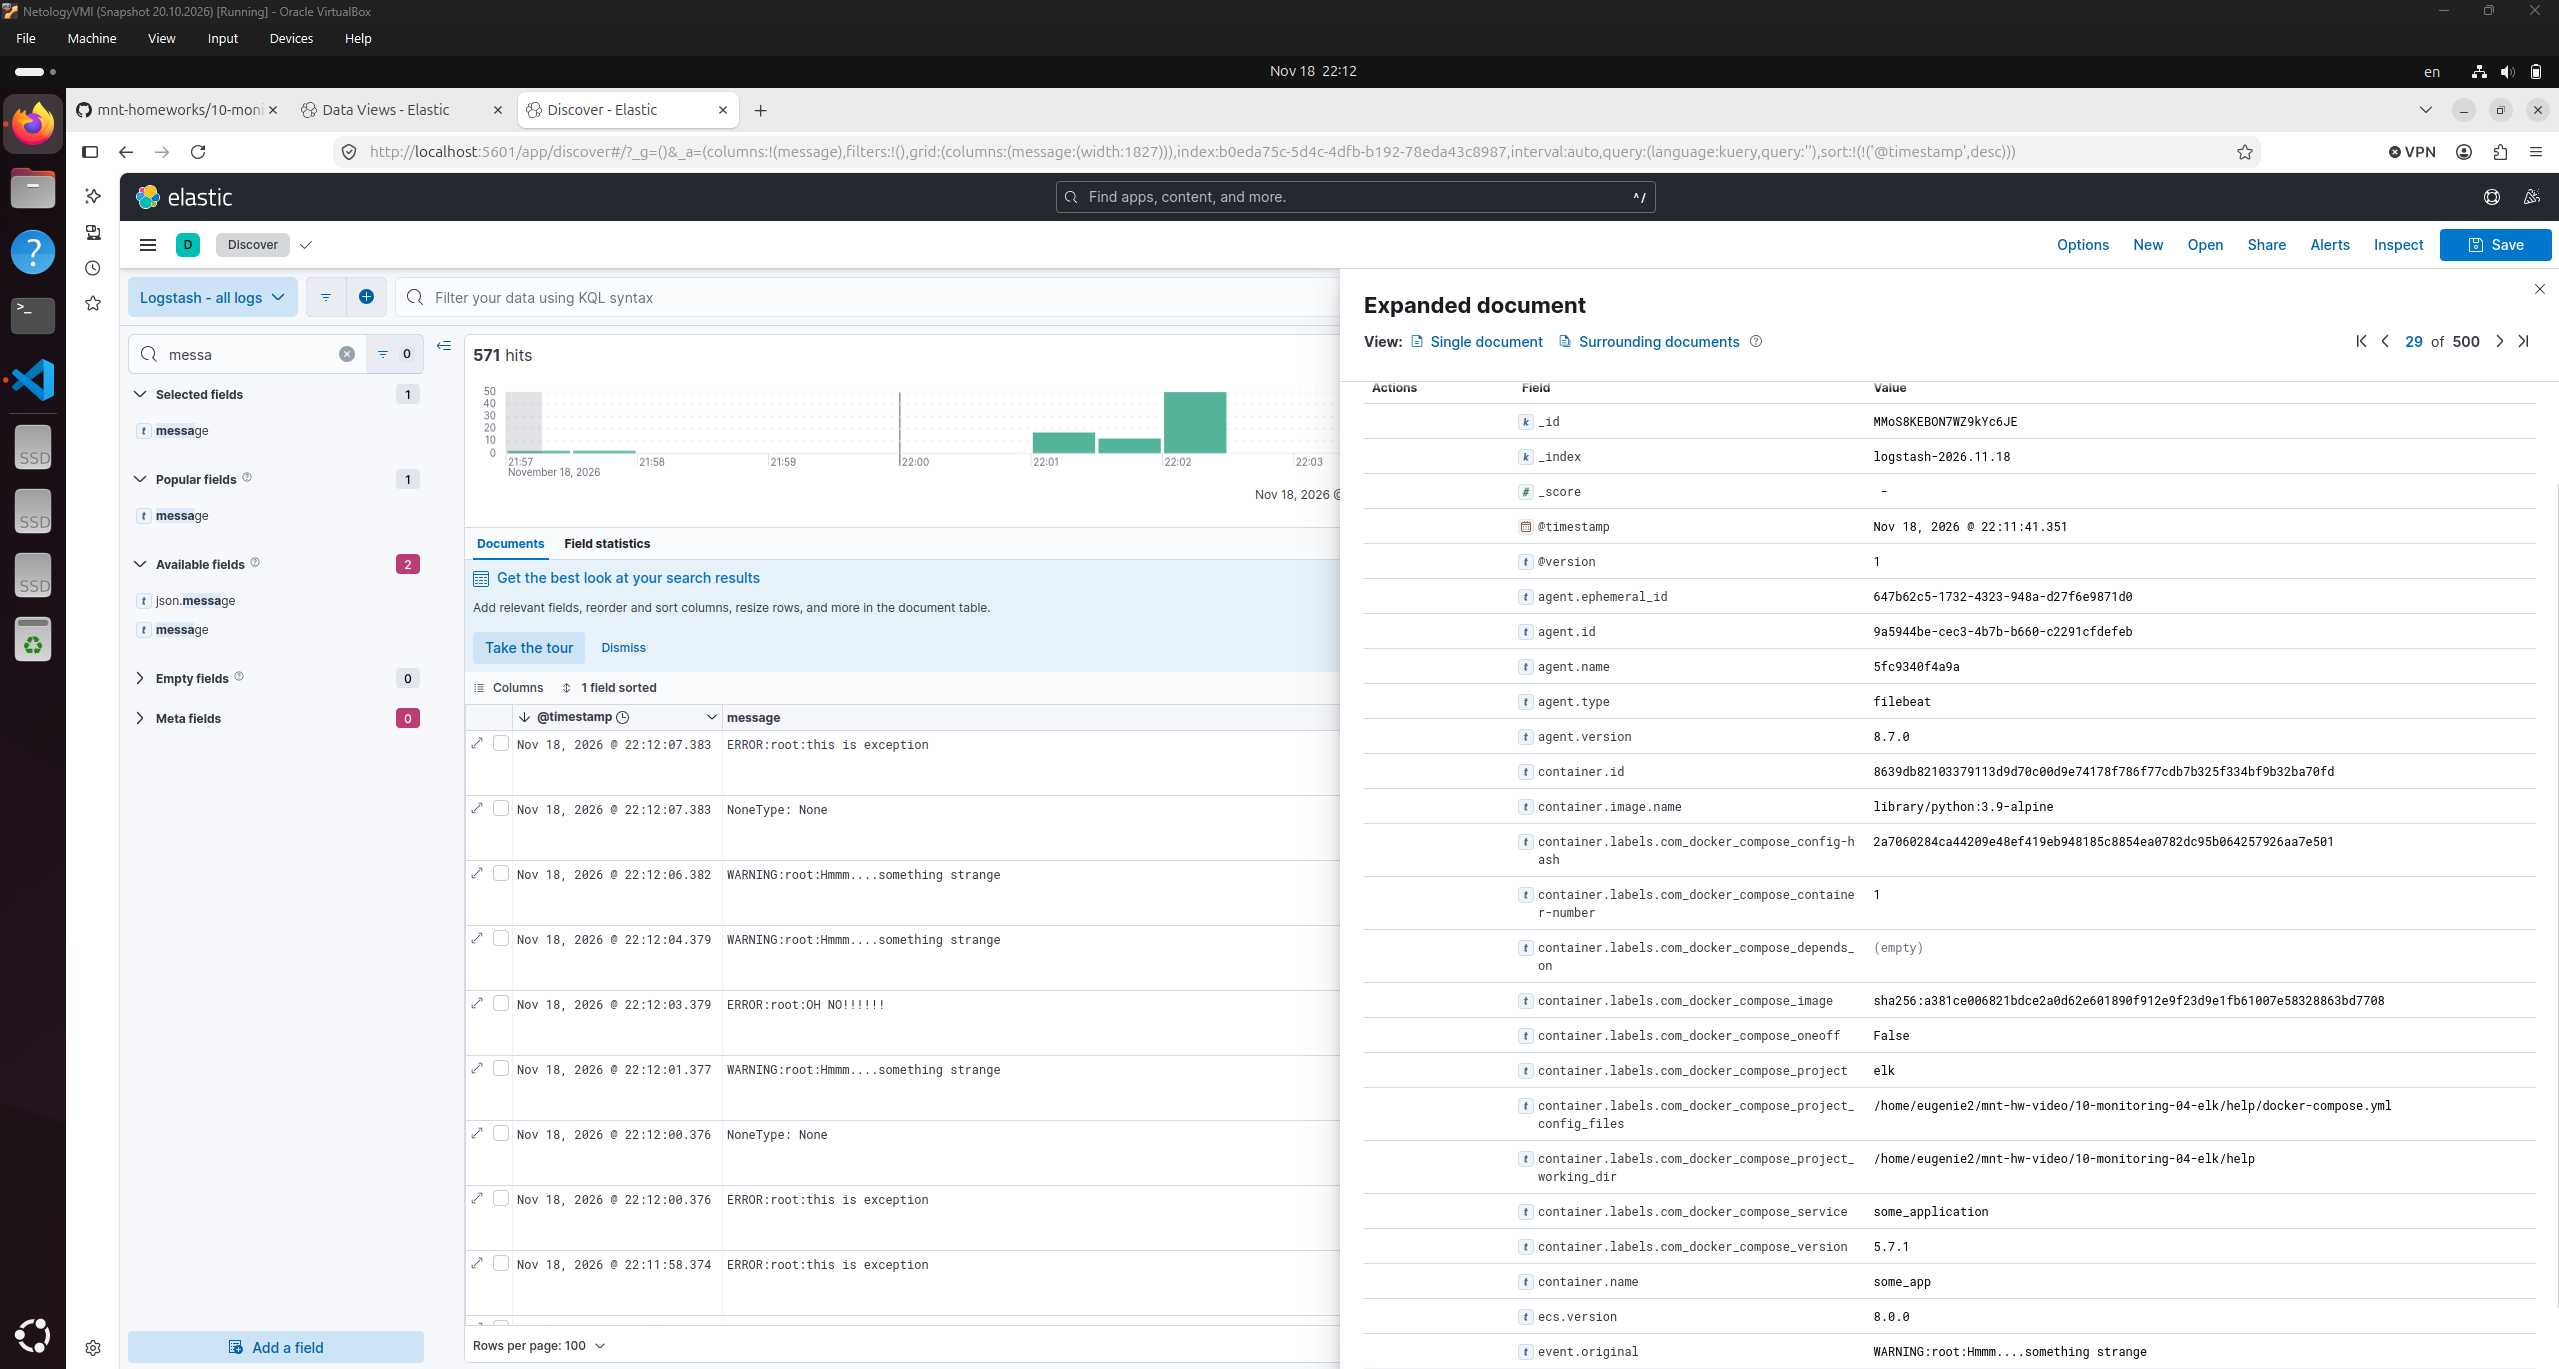 NetologyVMI (Snapshot 20.10.2026) [Running] - Oracle VirtualBox
File Machine View Input Devices Help
Nov 18 22:12
en
mnt-homeworks/10-moni
Data Views - Elastic
Discover - Elastic
http://localhost:5601/app/discover#/?_g=()&_a=(columns:!(message),filters:!(),grid:(columns:(message:(width:1827))),index:b0eda75c-5d4c-4dfb-b192-78eda43c8987,interval:auto,query:(language:kuery,query:''),sort:!(!('@timestamp',desc)))
VPN
elastic
Find apps, content, and more.
^/
D
Discover
Options New Open Share Alerts Inspect Save
Logstash - all logs
Filter your data using KQL syntax
messa
0
Selected fields 1
t message
Popular fields 1
t message
Available fields 2
t json.message
t message
Empty fields 0
Meta fields 0
Add a field
571 hits
50
40
30
20
10
0
21:57 21:58 21:59 22:00 22:01 22:02 22:03
November 18, 2026
Nov 18, 2026 @
Documents Field statistics
Get the best look at your search results
Add relevant fields, reorder and sort columns, resize rows, and more in the document table.
Take the tour Dismiss
Columns 1 field sorted
@timestamp message
Nov 18, 2026 @ 22:12:07.383 ERROR:root:this is exception
Nov 18, 2026 @ 22:12:07.383 NoneType: None
Nov 18, 2026 @ 22:12:06.382 WARNING:root:Hmmm....something strange
Nov 18, 2026 @ 22:12:04.379 WARNING:root:Hmmm....something strange
Nov 18, 2026 @ 22:12:03.379 ERROR:root:OH NO!!!!!!
Nov 18, 2026 @ 22:12:01.377 WARNING:root:Hmmm....something strange
Nov 18, 2026 @ 22:12:00.376 NoneType: None
Nov 18, 2026 @ 22:12:00.376 ERROR:root:this is exception
Nov 18, 2026 @ 22:11:58.374 ERROR:root:this is exception
Rows per page: 100
Expanded document
View: Single document Surrounding documents
29 of 500
Actions Field Value
k _id MMoS8KEBON7WZ9kYc6JE
k _index logstash-2026.11.18
# _score -
@timestamp Nov 18, 2026 @ 22:11:41.351
t @version 1
t agent.ephemeral_id 647b62c5-1732-4323-948a-d27f6e9871d0
t agent.id 9a5944be-cec3-4b7b-b660-c2291cfdefeb
t agent.name 5fc9340f4a9a
t agent.type filebeat
t agent.version 8.7.0
t container.id 8639db82103379113d9d70c00d9e74178f786f77cdb7b325f334bf9b32ba70fd
t container.image.name library/python:3.9-alpine
t container.labels.com_docker_compose_config-h 2a7060284ca44209e48ef419eb948185c8854ea0782dc95b064257926aa7e501
ash
t container.labels.com_docker_compose_containe 1
r-number
t container.labels.com_docker_compose_depends_ (empty)
on
t container.labels.com_docker_compose_image sha256:a381ce006821bdce2a0d62e601890f912e9f23d9e1fb61007e58328863bd7708
t container.labels.com_docker_compose_oneoff False
t container.labels.com_docker_compose_project elk
t container.labels.com_docker_compose_project_ /home/eugenie2/mnt-hw-video/10-monitoring-04-elk/help/docker-compose.yml
config_files
t container.labels.com_docker_compose_project_ /home/eugenie2/mnt-hw-video/10-monitoring-04-elk/help
working_dir
t container.labels.com_docker_compose_service some_application
t container.labels.com_docker_compose_version 5.7.1
t container.name some_app
t ecs.version 8.0.0
t event.original WARNING:root:Hmmm....something strange
SSD
SSD
SSD